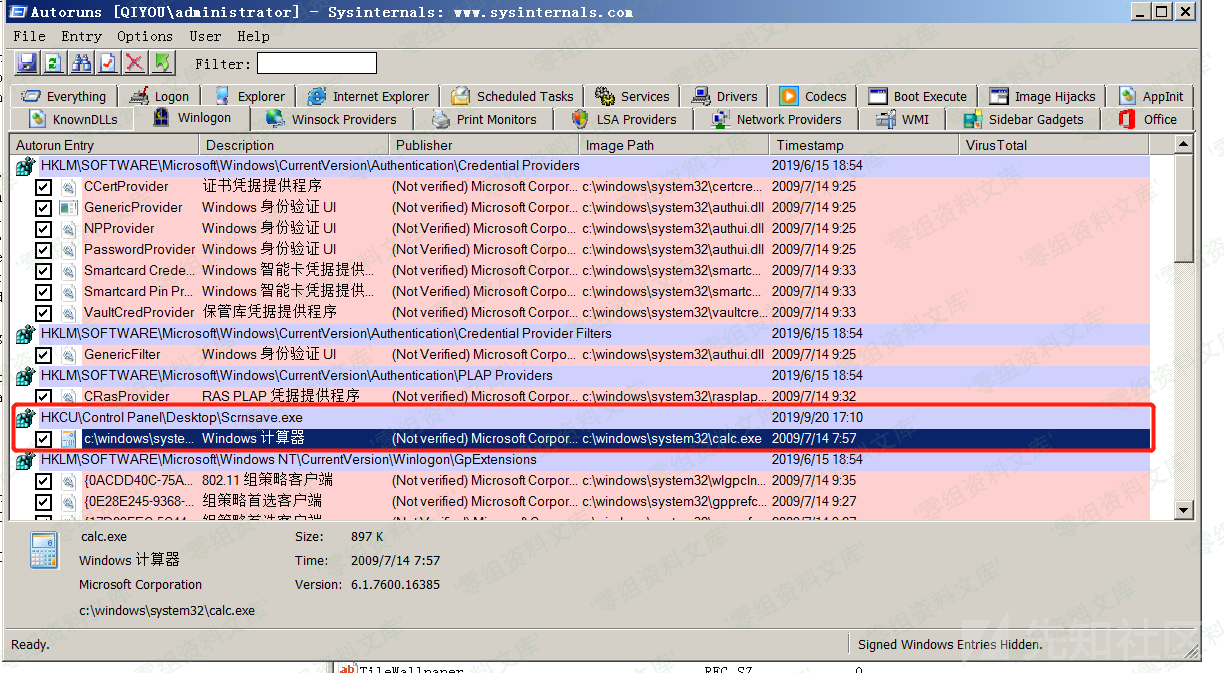 Autoruns [QIYOU\administrator] - Sysinternals: www.sysinternals.com
File Entry Options User Help
Filter:
Everything Logon Explorer Internet Explorer Scheduled Tasks Services Drivers Codecs Boot Execute Image Hijacks AppInit
KnownDLLs Winlogon Winsock Providers Print Monitors LSA Providers Network Providers WMI Sidebar Gadgets Office
Autorun Entry Description Publisher Image Path Timestamp VirusTotal
HKLM\SOFTWARE\Microsoft\Windows\CurrentVersion\Authentication\Credential Providers 2019/6/15 18:54
CCertProvider 证书凭据提供程序 (Not verified) Microsoft Corpor... c:\windows\system32\certcre... 2009/7/14 9:25
GenericProvider Windows 身份验证 UI (Not verified) Microsoft Corpor... c:\windows\system32\authui.dll 2009/7/14 9:25
NPProvider Windows 身份验证 UI (Not verified) Microsoft Corpo... c:\windows\system32\authui.dll 2009/7/14 9:25
PasswordProvider Windows 身份验证 UI (Not verified) Microsoft Corpo... c:\windows\system32\authui.dll 2009/7/14 9:25
Smartcard Crede... Windows 智能卡凭据提供... (Not verified) Microsoft Corpo... c:\windows\system32\smartc... 2009/7/14 9:33
Smartcard Pin Pr... Windows 智能卡凭据提供... (Not verified) Microsoft Corpo... c:\windows\system32\smartc... 2009/7/14 9:33
VaultCredProvider 保管库凭据提供程序 (Not verified) Microsoft Corpo... c:\windows\system32\vaultcre... 2009/7/14 9:33
HKLM\SOFTWARE\Microsoft\Windows\CurrentVersion\Authentication\Credential Provider Filters 2019/6/15 18:54
GenericFilter Windows 身份验证 UI (Not verified) Microsoft Corpor... c:\windows\system32\authui.dll 2009/7/14 9:25
HKLM\SOFTWARE\Microsoft\Windows\CurrentVersion\Authentication\PLAP Providers 2019/6/15 18:54
CRasProvider RAS PLAP 凭据提供程序 (Not verified) Microsoft Corpor... c:\windows\system32\rasplap... 2009/7/14 9:32
HKCU\Control Panel\Desktop\Scrnsave.exe 2019/9/20 17:10
c:\windows\syste... Windows 计算器 (Not verified) Microsoft Corpor... c:\windows\system32\calc.exe 2009/7/14 7:57
HKLM\SOFTWARE\Microsoft\Windows NT\CurrentVersion\Winlogon\GpExtensions 2019/6/15 18:54
{0ACDD40C-75A... 802.11 组策略客户端 (Not verified) Microsoft Corpor... c:\windows\system32\wlgpcln... 2009/7/14 9:35
{0E28E245-9368-... 组策略首选客户端 (Not verified) Microsoft Corpor... c:\windows\system32\gpprefc... 2009/7/14 9:27
calc.exe Size: 897 K
Windows 计算器 Time: 2009/7/14 7:57
Microsoft Corporation Version: 6.1.7600.16385
c:\windows\system32\calc.exe
Ready. Signed Windows Entries Hidden.
先知社区
'零组资料文库'